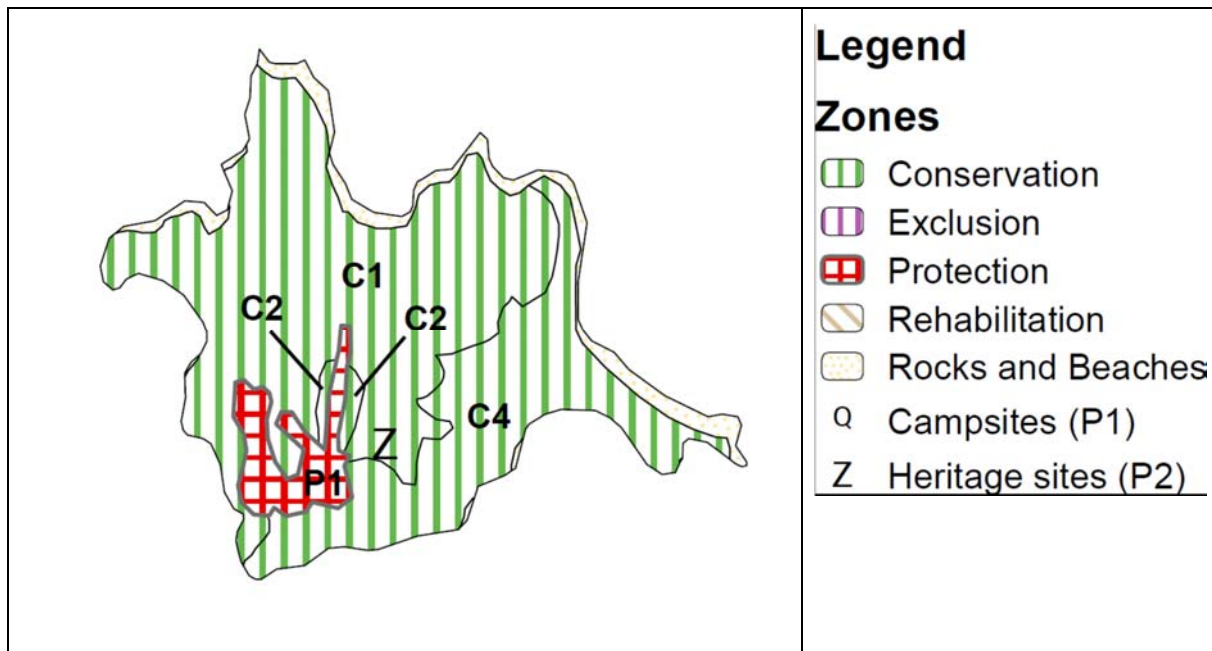 C1
C2
C2
C4
Z
P1
Legend
Zones
Conservation
Exclusion
Protection
Rehabilitation
Rocks and Beaches
Q Campsites (P1)
Z Heritage sites (P2)